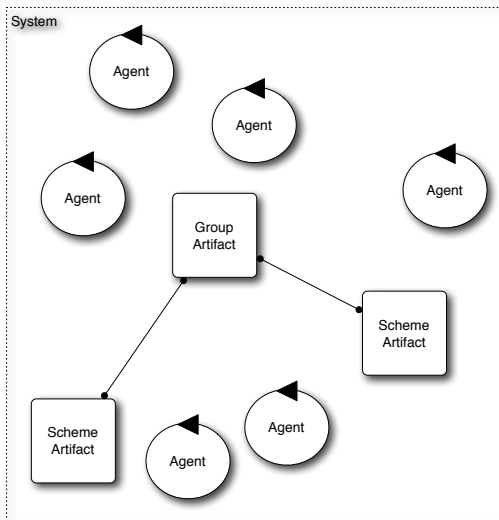 System
Agent
Agent
Agent
Agent
Group
Artifact
Scheme
Artifact
Scheme
Artifact
Agent
Agent